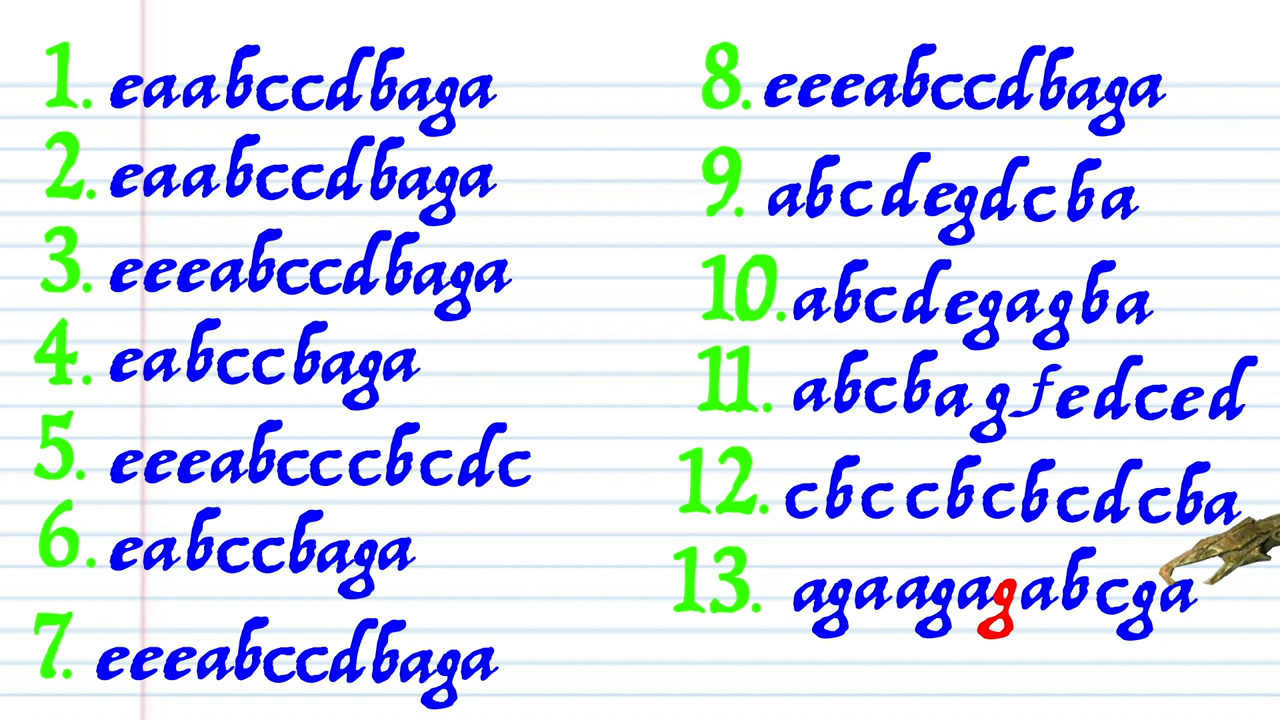 1. eaabccdbaga
2. eaabccdbaga
3. eeeabccdbaga
4. eabccbaga
5. eeeabcccbcdc
6. eabccbaga
7. eeeabccdbaga
8. eeeabccdbaga
9. abcdegdcba
10. abcdegagba
11. abcbagfedced
12. cbccbcbcdcba
13. agaagagabcga